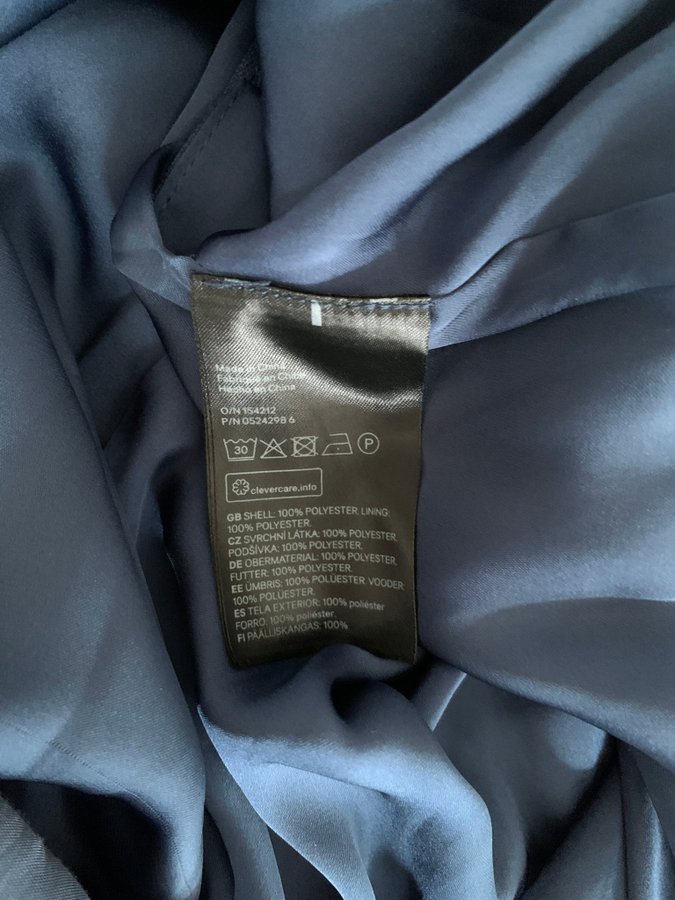 Made in China
Fabriqué en Chine
Hecho en China
O/N 154212
P/N 0524298 6
30 P
clevercare.info
GB SHELL: 100% POLYESTER. LINING:
100% POLYESTER.
CZ SVRCHNÍ LÁTKA: 100% POLYESTER.
PODŠÍVKA: 100% POLYESTER.
DE OBERMATERIAL: 100% POLYESTER.
FUTTER: 100% POLYESTER.
EE ÜMBRIS: 100% POLÜESTER VOODER:
100% POLÜESTER.
ES TELA EXTERIOR: 100% poliéster
FORRO: 100% poliéster.
FI PÄÄLLISKANGAS: 100%